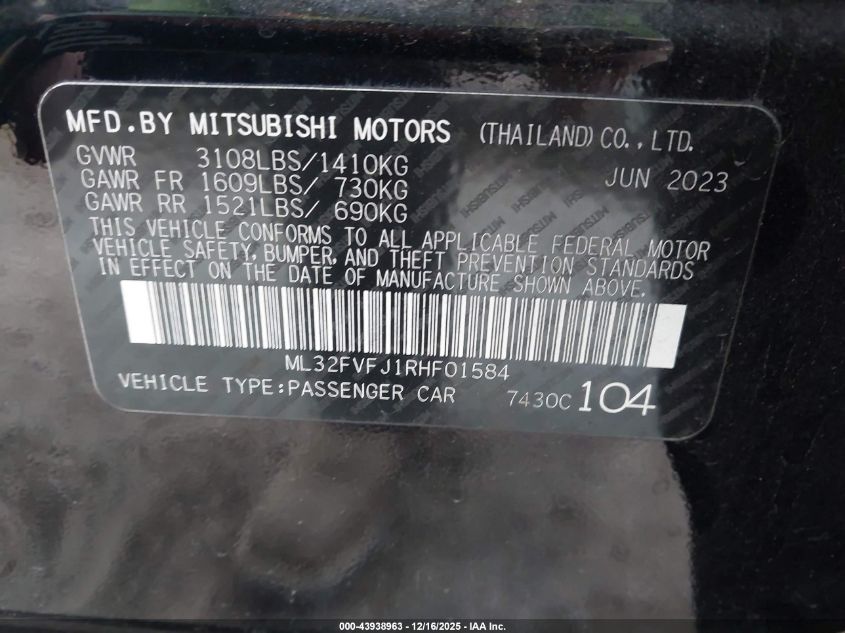 MFD.BY MITSUBISHI MOTORS (THAILAND)CO.,LTD.
GVWR 3108LBS/1410KG JUN 2023
GAWR FR 1609LBS/ 730KG
GAWR RR 1521LBS/ 690KG
THIS VEHICLE CONFORMS TO ALL APPLICABLE FEDERAL MOTOR
VEHICLE SAFETY, BUMPER, AND THEFT PREVENTION STANDARDS
IN EFFECT ON THE DATE OF MANUFACTURE SHOWN ABOVE.
ML32FVFJ1RHF01584
VEHICLE TYPE:PASSENGER CAR 7430C 104
000-43938963 - 12/16/2025 - IAA Inc.